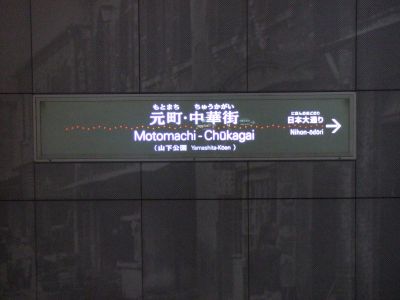 もとまち ちゅうかがい
元町・中華街
Motomachi-Chūkagai
(山下公園 Yamashita-Kōen)
にほんおおどおり
日本大通り
Nihon-ōdōri